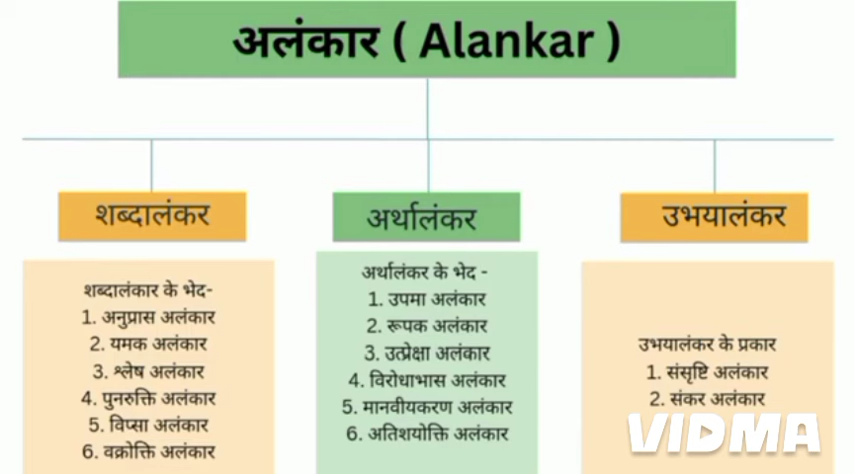 अलंकार ( Alankar )
शब्दालंकर
अर्थालंकर
उभयालंकर
शब्दालंकार के भेद-
1. अनुप्रास अलंकार
2. यमक अलंकार
3. श्लेष अलंकार
4. पुनरुक्ति अलंकार
5. विप्सा अलंकार
6. वक्रोक्ति अलंकार
अर्थालंकर के भेद -
1. उपमा अलंकार
2. रूपक अलंकार
3. उत्प्रेक्षा अलंकार
4. विरोधाभास अलंकार
5. मानवीयकरण अलंकार
6. अतिशयोक्ति अलंकार
उभयालंकर के प्रकार
1. संसृष्टि अलंकार
2. संकर अलंकार
VIDMA